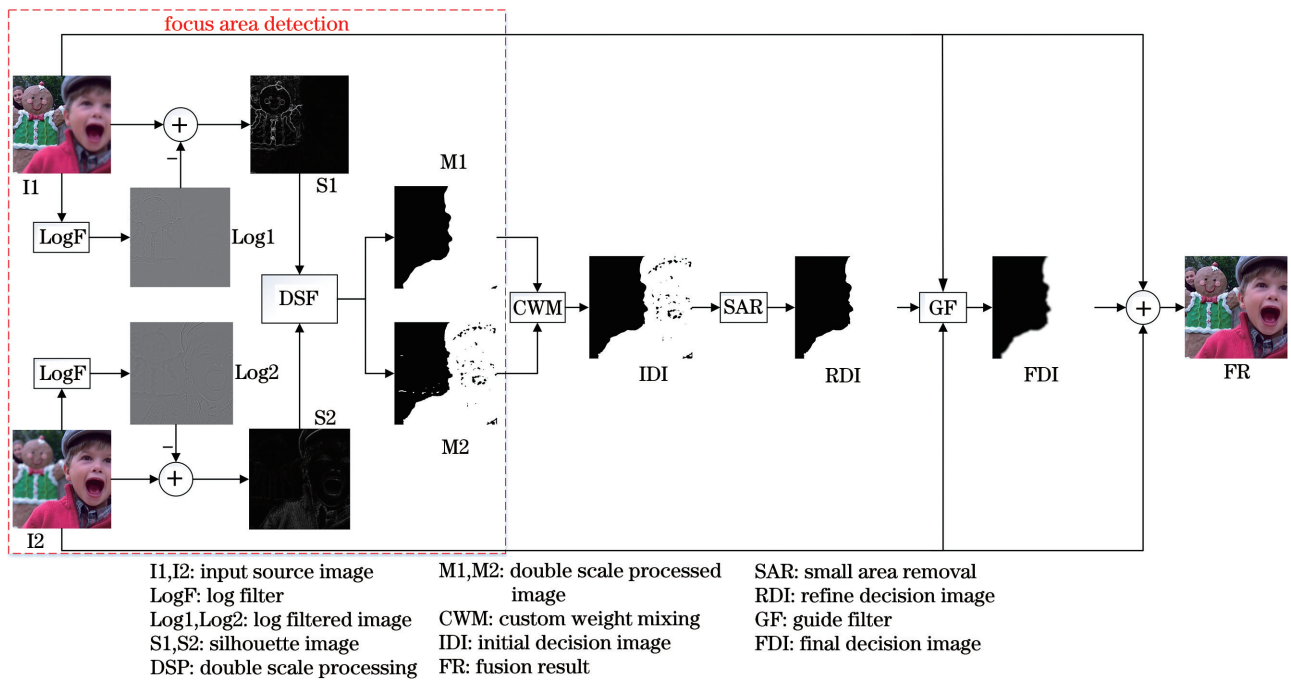 focus area detection
I1
S1
M1
LogF
Log1
DSF
CWM
SAR
GF
LogF
Log2
IDI
RDI
FDI
FR
S2
M2
I2
−
+
−
+
+
I1,I2: input source image
LogF: log filter
Log1,Log2: log filtered image
S1,S2: silhouette image
DSP: double scale processing
M1,M2: double scale processed
image
CWM: custom weight mixing
IDI: initial decision image
FR: fusion result
SAR: small area removal
RDI: refine decision image
GF: guide filter
FDI: final decision image